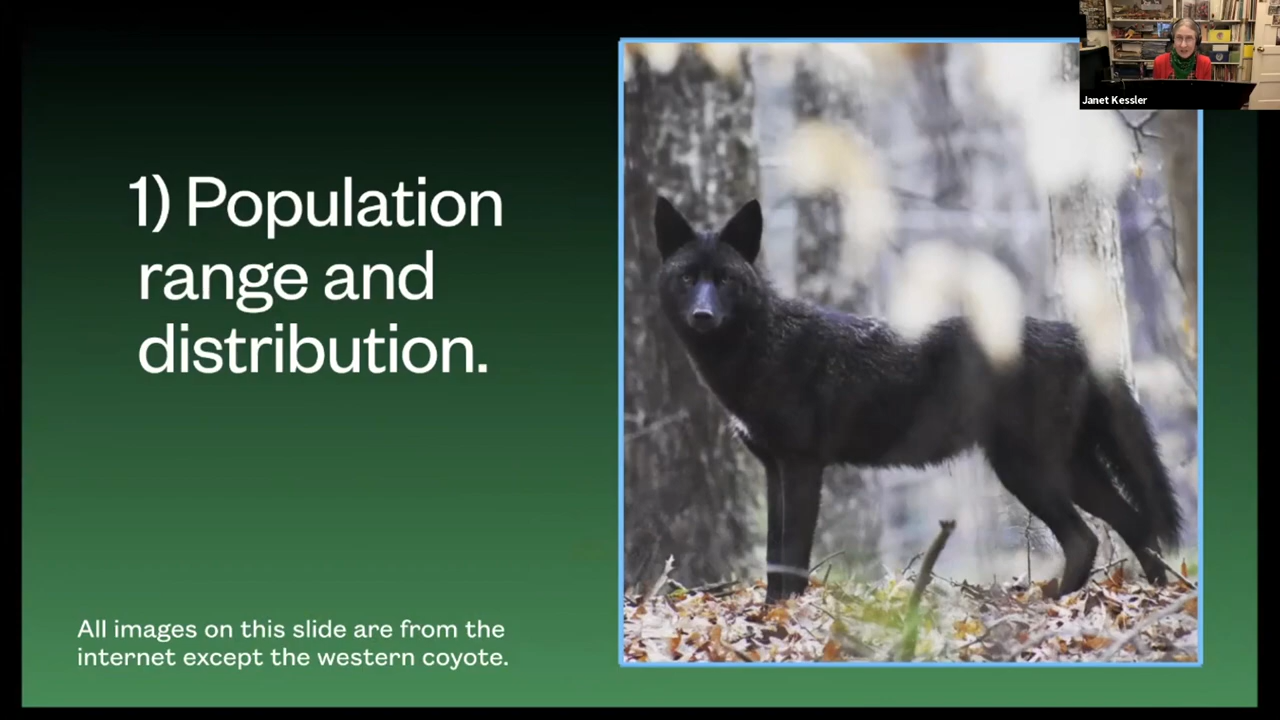 1) Population
range and
distribution.
All images on this slide are from the
internet except the western coyote.
Janet Kessler